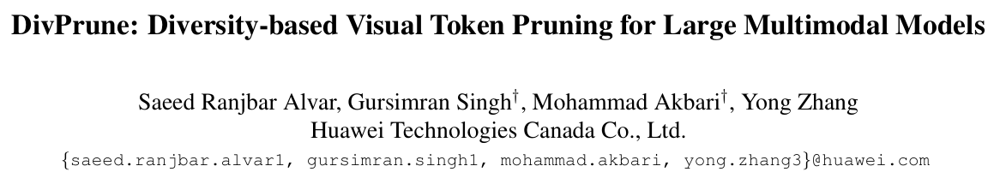 DivPrune: Diversity-based Visual Token Pruning for Large Multimodal Models
Saeed Ranjbar Alvar, Gursimran Singh†, Mohammad Akbari†, Yong Zhang
Huawei Technologies Canada Co., Ltd.
{saeed.ranjbar.alvar1, gursimran.singh1, mohammad.akbari, yong.zhang3}@huawei.com